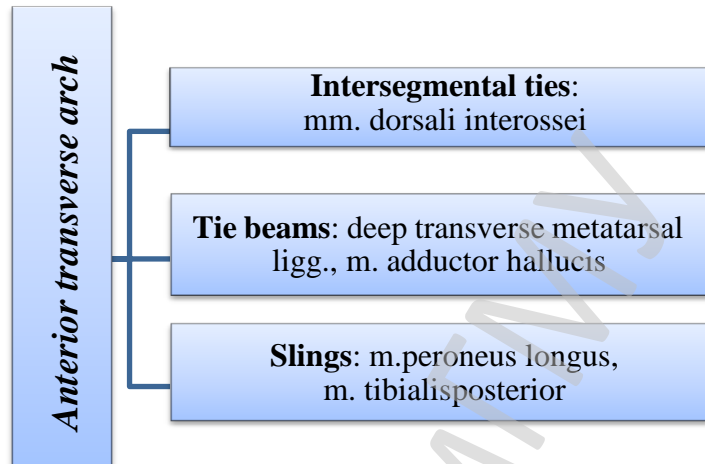 Anterior transverse arch
Intersegmental ties:
mm. dorsali interossei
Tie beams: deep transverse metatarsal
ligg., m. adductor hallucis
Slings: m.peroneus longus,
m. tibialisposterior